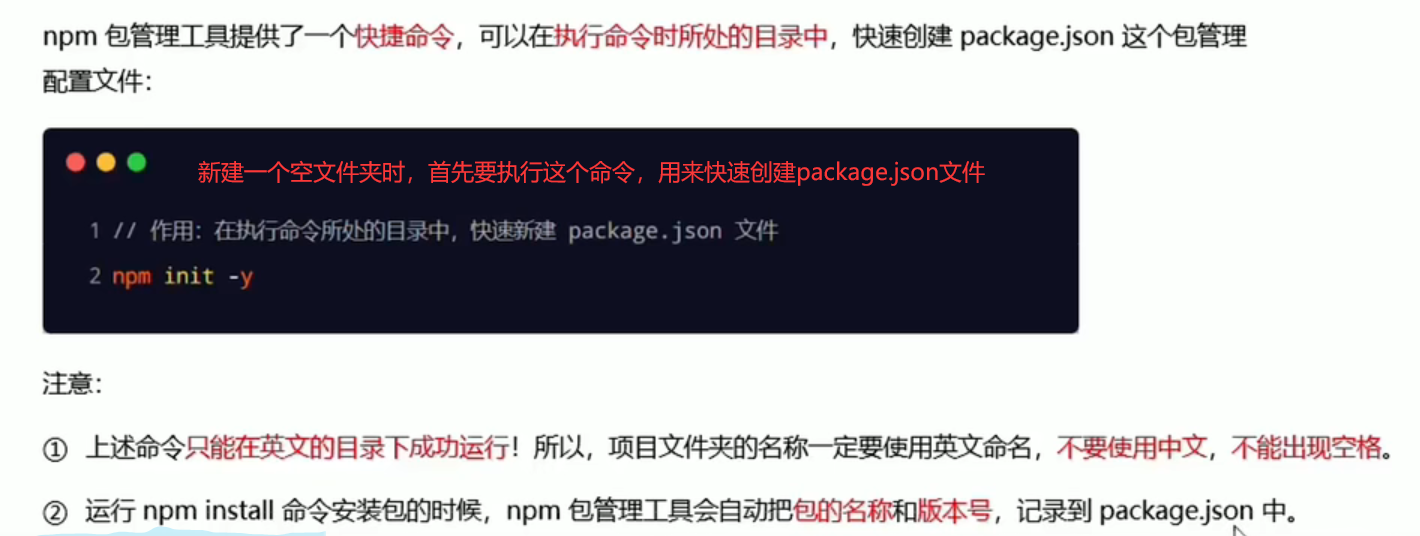 npm 包管理工具提供了一个快捷命令，可以在执行命令时所处的目录中，快速创建 package.json 这个包管理
配置文件：
新建一个空文件夹时，首先要执行这个命令，用来快速创建package.json文件
1 // 作用：在执行命令所处的目录中，快速新建 package.json 文件
2 npm init -y
注意：
① 上述命令只能在英文的目录下成功运行！所以，项目文件夹的名称一定要使用英文命名，不要使用中文，不能出现空格。
② 运行 npm install 命令安装包的时候，npm 包管理工具会自动把包的名称和版本号，记录到 package.json 中。